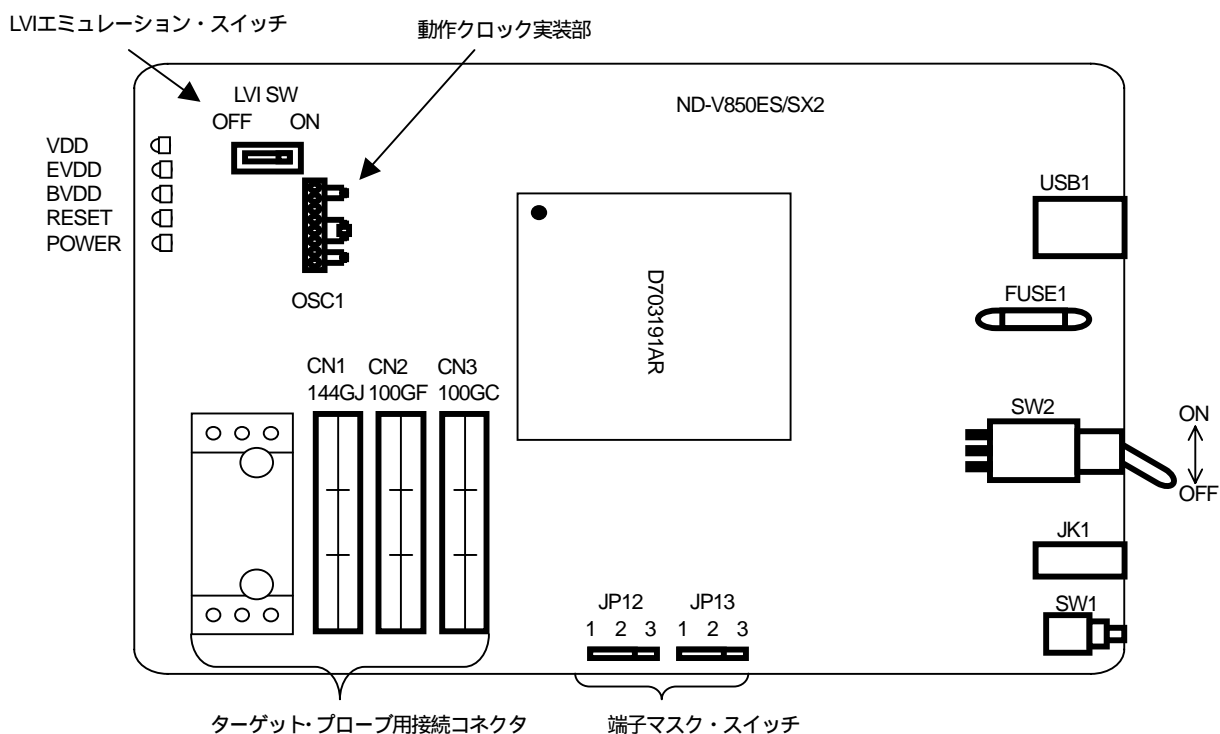 LVIエミュレーション・スイッチ
動作クロック実装部
LVI SW
OFF ON
ND-V850ES/SX2
VDD
EVDD
BVDD
RESET
POWER
OSC1
USB1
D703191AR
FUSE1
CN1 CN2 CN3
144GJ 100GF 100GC
SW2
ON
OFF
JK1
SW1
JP12 JP13
1 2 3 1 2 3
ターゲット・プローブ用接続コネクタ
端子マスク・スイッチ